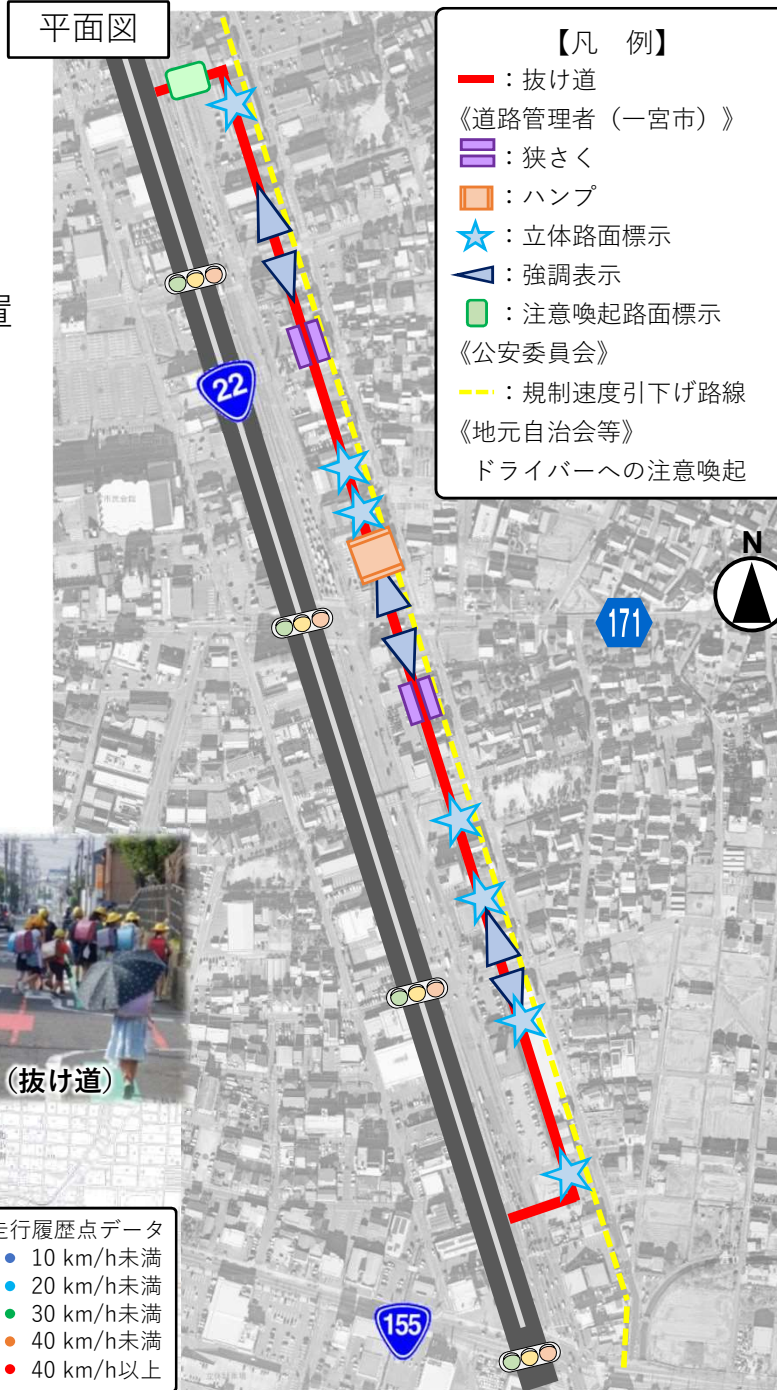 平面図
【凡　例】
：抜け道
《道路管理者（一宮市）》
：狭さく
：ハンプ
：立体路面標示
：強調表示
：注意喚起路面標示
《公安委員会》
：規制速度引下げ路線
《地元自治会等》
ドライバーへの注意喚起
置
22
N
171
(抜け道)
走行履歴点データ
10 km/h未満
20 km/h未満
30 km/h未満
40 km/h未満
40 km/h以上
155